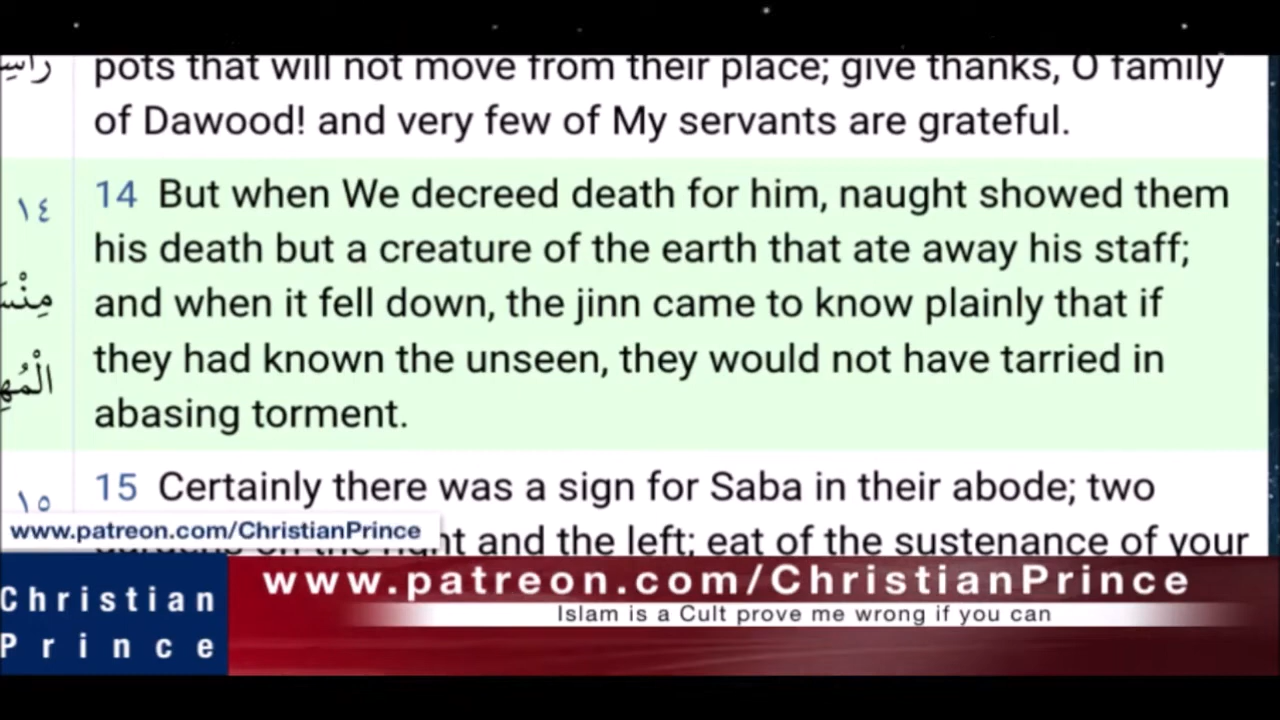 pots that will not move from their place; give thanks, O family
of Dawood! and very few of My servants are grateful.
١٤
14 But when We decreed death for him, naught showed them
his death but a creature of the earth that ate away his staff;
and when it fell down, the jinn came to know plainly that if
they had known the unseen, they would not have tarried in
abasing torment.
١٥
15 Certainly there was a sign for Saba in their abode; two
and the left; eat of the sustenance of your
www.patreon.com/ChristianPrince
Christian
Prince
www.patreon.com/ChristianPrince
Islam is a Cult prove me wrong if you can